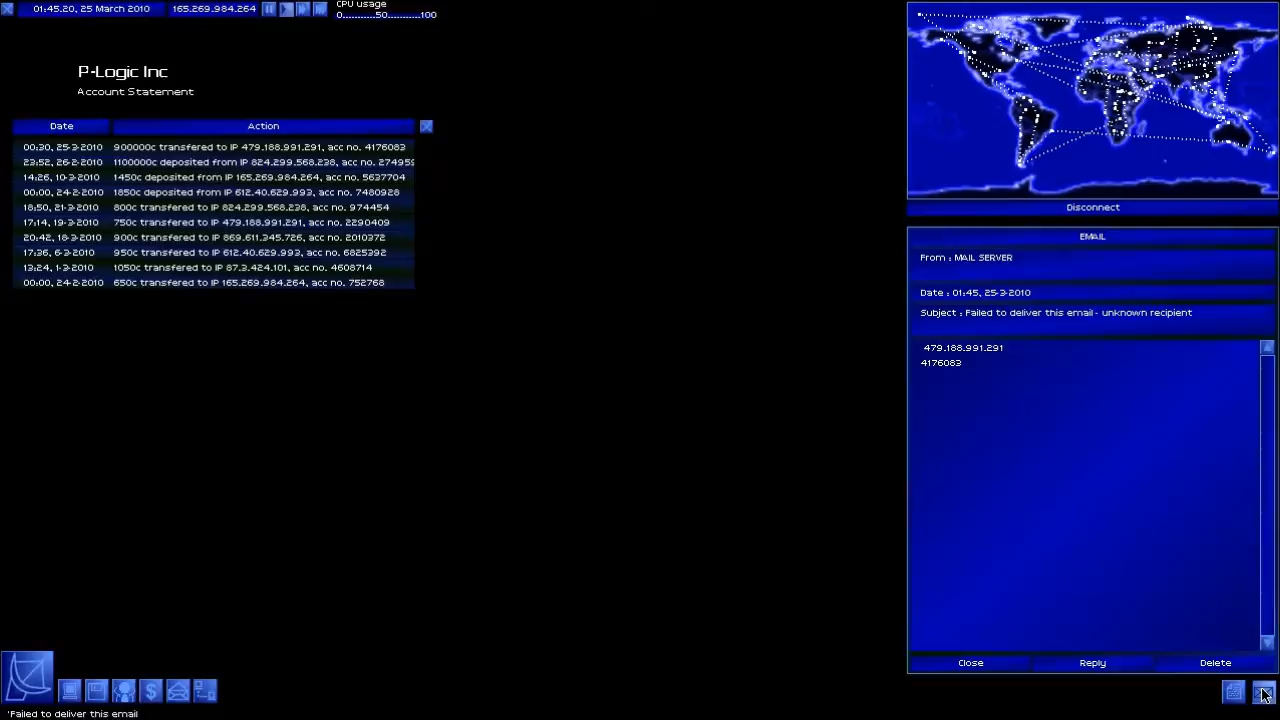 01:45.20, 25 March 2010
165.269.984.264
CPU usage
0............50............100
P-Logic Inc
Account Statement
Date Action
00:30, 25-3-2010 900000c transfered to IP 479.188.991.291, acc no. 4176083
23:52, 26-2-2010 1100000c deposited from IP 824.299.568.238, acc no. 274959
14:26, 10-3-2010 1450c deposited from IP 165.269.984.264, acc no. 5637704
00:00, 24-2-2010 1850c deposited from IP 612.40.629.993, acc no. 7480928
18:50, 21-3-2010 800c transfered to IP 824.299.568.238, acc no. 974454
17:14, 19-3-2010 750c transfered to IP 479.188.991.291, acc no. 2290409
20:42, 18-3-2010 900c transfered to IP 869.611.345.726, acc no. 2010372
17:36, 6-3-2010 950c transfered to IP 612.40.629.993, acc no. 6825392
13:24, 1-3-2010 1050c transfered to IP 87.3.424.101, acc no. 4608714
00:00, 24-2-2010 650c transfered to IP 165.269.984.264, acc no. 752768
Disconnect
EMAIL
From : MAIL SERVER
Date : 01:45, 25-3-2010
Subject : Failed to deliver this email - unknown recipient
479.188.991.291
4176083
Close Reply Delete
'Failed to deliver this email